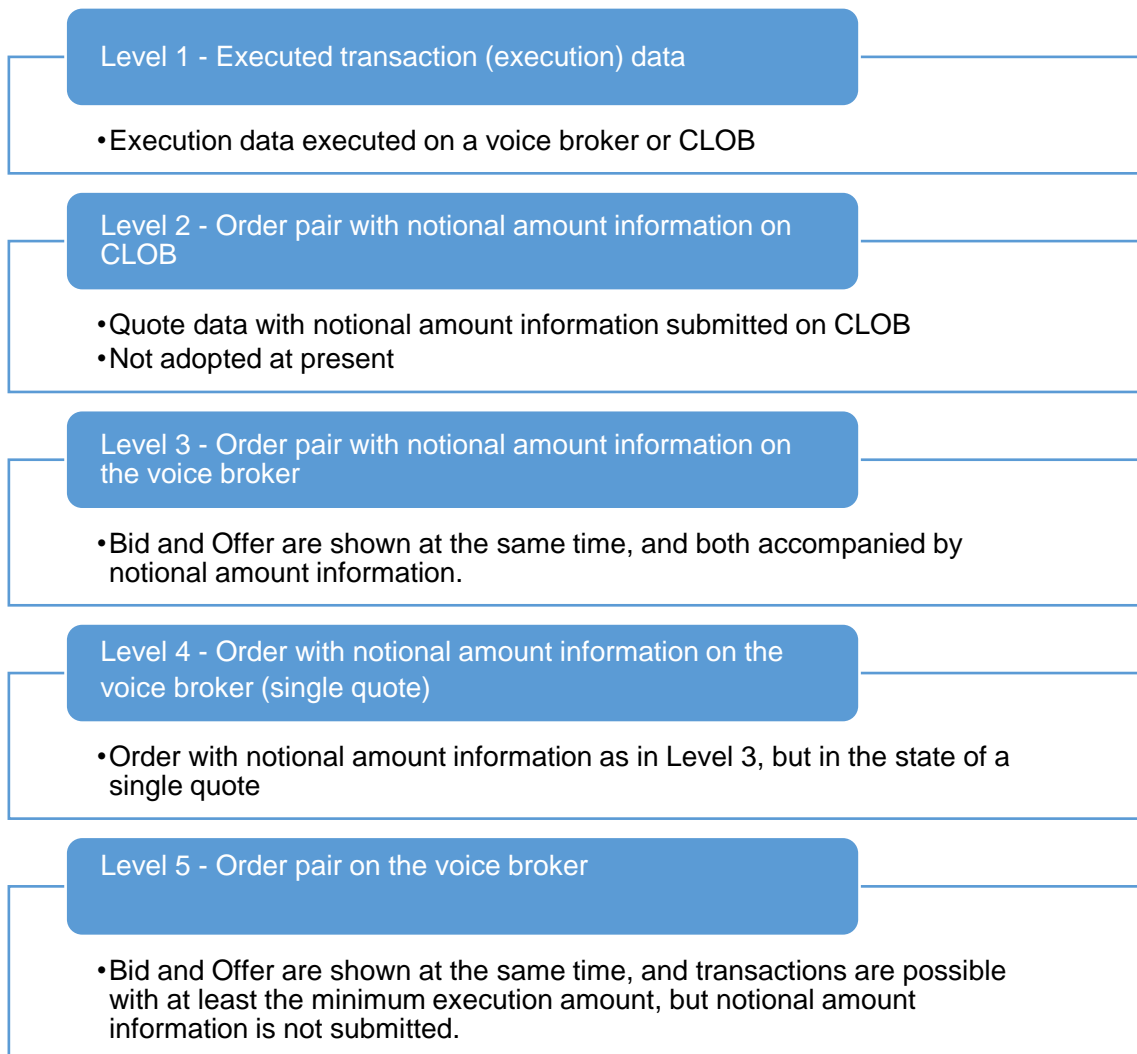 Level 1 - Executed transaction (execution) data
•Execution data executed on a voice broker or CLOB
Level 2 - Order pair with notional amount information on
CLOB
•Quote data with notional amount information submitted on CLOB
•Not adopted at present
Level 3 - Order pair with notional amount information on
the voice broker
•Bid and Offer are shown at the same time, and both accompanied by
notional amount information.
Level 4 - Order with notional amount information on the
voice broker (single quote)
•Order with notional amount information as in Level 3, but in the state of a
single quote
Level 5 - Order pair on the voice broker
•Bid and Offer are shown at the same time, and transactions are possible
with at least the minimum execution amount, but notional amount
information is not submitted.